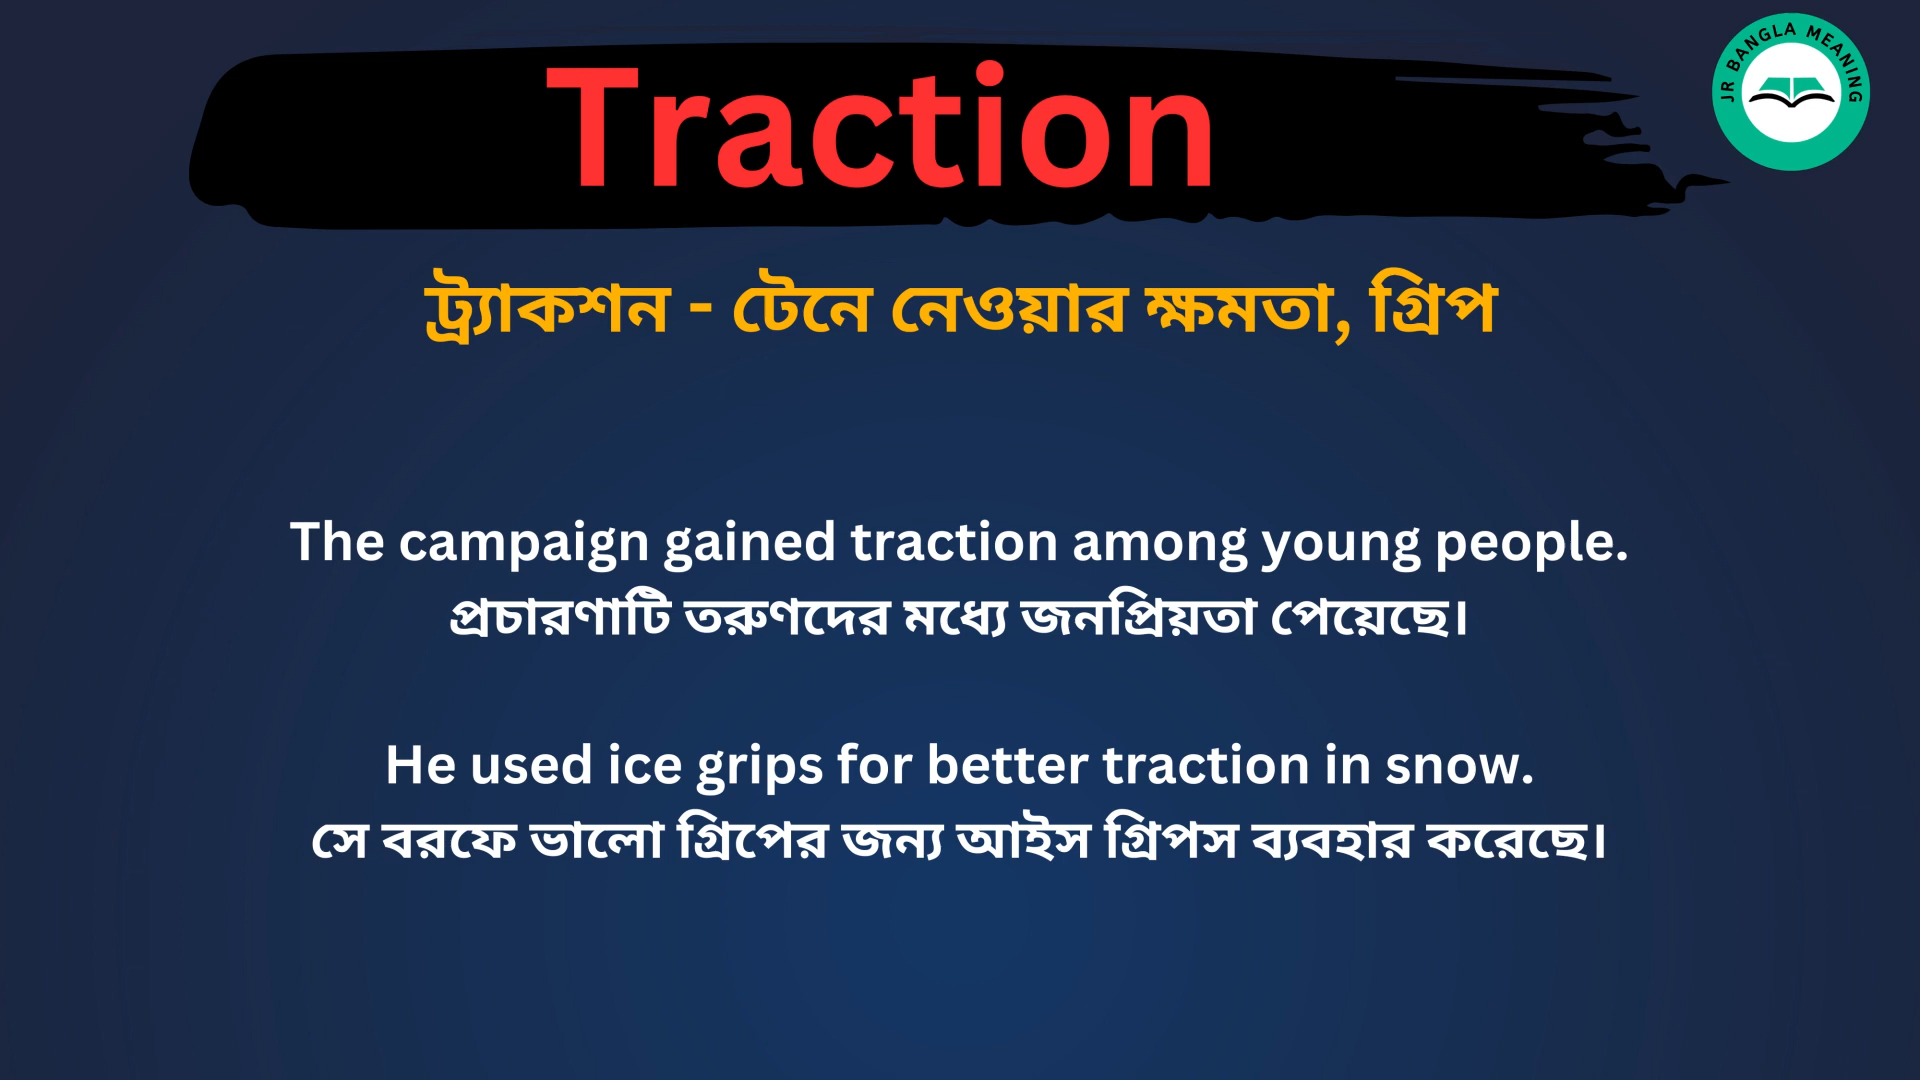 JR BANGLA MEANING
Traction
ট্র্যাকশন - টেনে নেওয়ার ক্ষমতা, গ্রিপ
The campaign gained traction among young people.
প্রচারণাটি তরুণদের মধ্যে জনপ্রিয়তা পেয়েছে।
He used ice grips for better traction in snow.
সে বরফে ভালো গ্রিপের জন্য আইস গ্রিপস ব্যবহার করেছে।